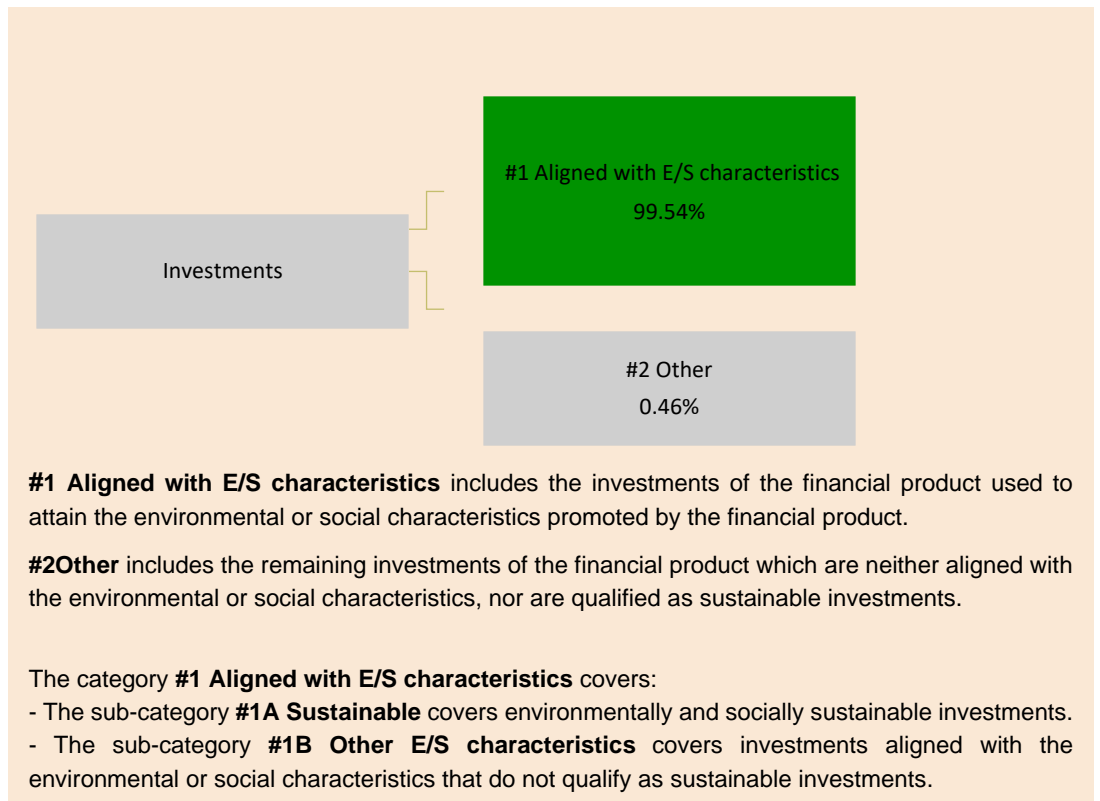 #1 Aligned with E/S characteristics
99.54%
Investments
#2 Other
0.46%
#1 Aligned with E/S characteristics includes the investments of the financial product used to
attain the environmental or social characteristics promoted by the financial product.
#2Other includes the remaining investments of the financial product which are neither aligned with
the environmental or social characteristics, nor are qualified as sustainable investments.
The category #1 Aligned with E/S characteristics covers:
- The sub-category #1A Sustainable covers environmentally and socially sustainable investments.
- The sub-category #1B Other E/S characteristics covers investments aligned with the
environmental or social characteristics that do not qualify as sustainable investments.